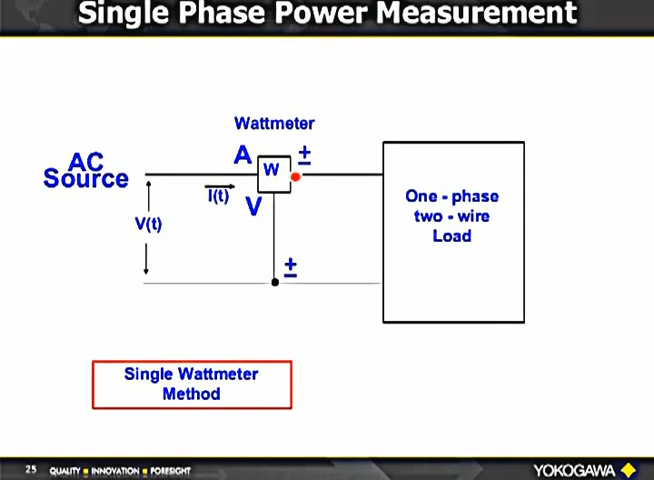 Single Phase Power Measurement
Wattmeter
A
±
AC
Source
W
I(t)
V
V(t)
±
One - phase
two - wire
Load
Single Wattmeter
Method
25 QUALITY ■ INNOVATION ■ FORESIGHT
YOKOGAWA